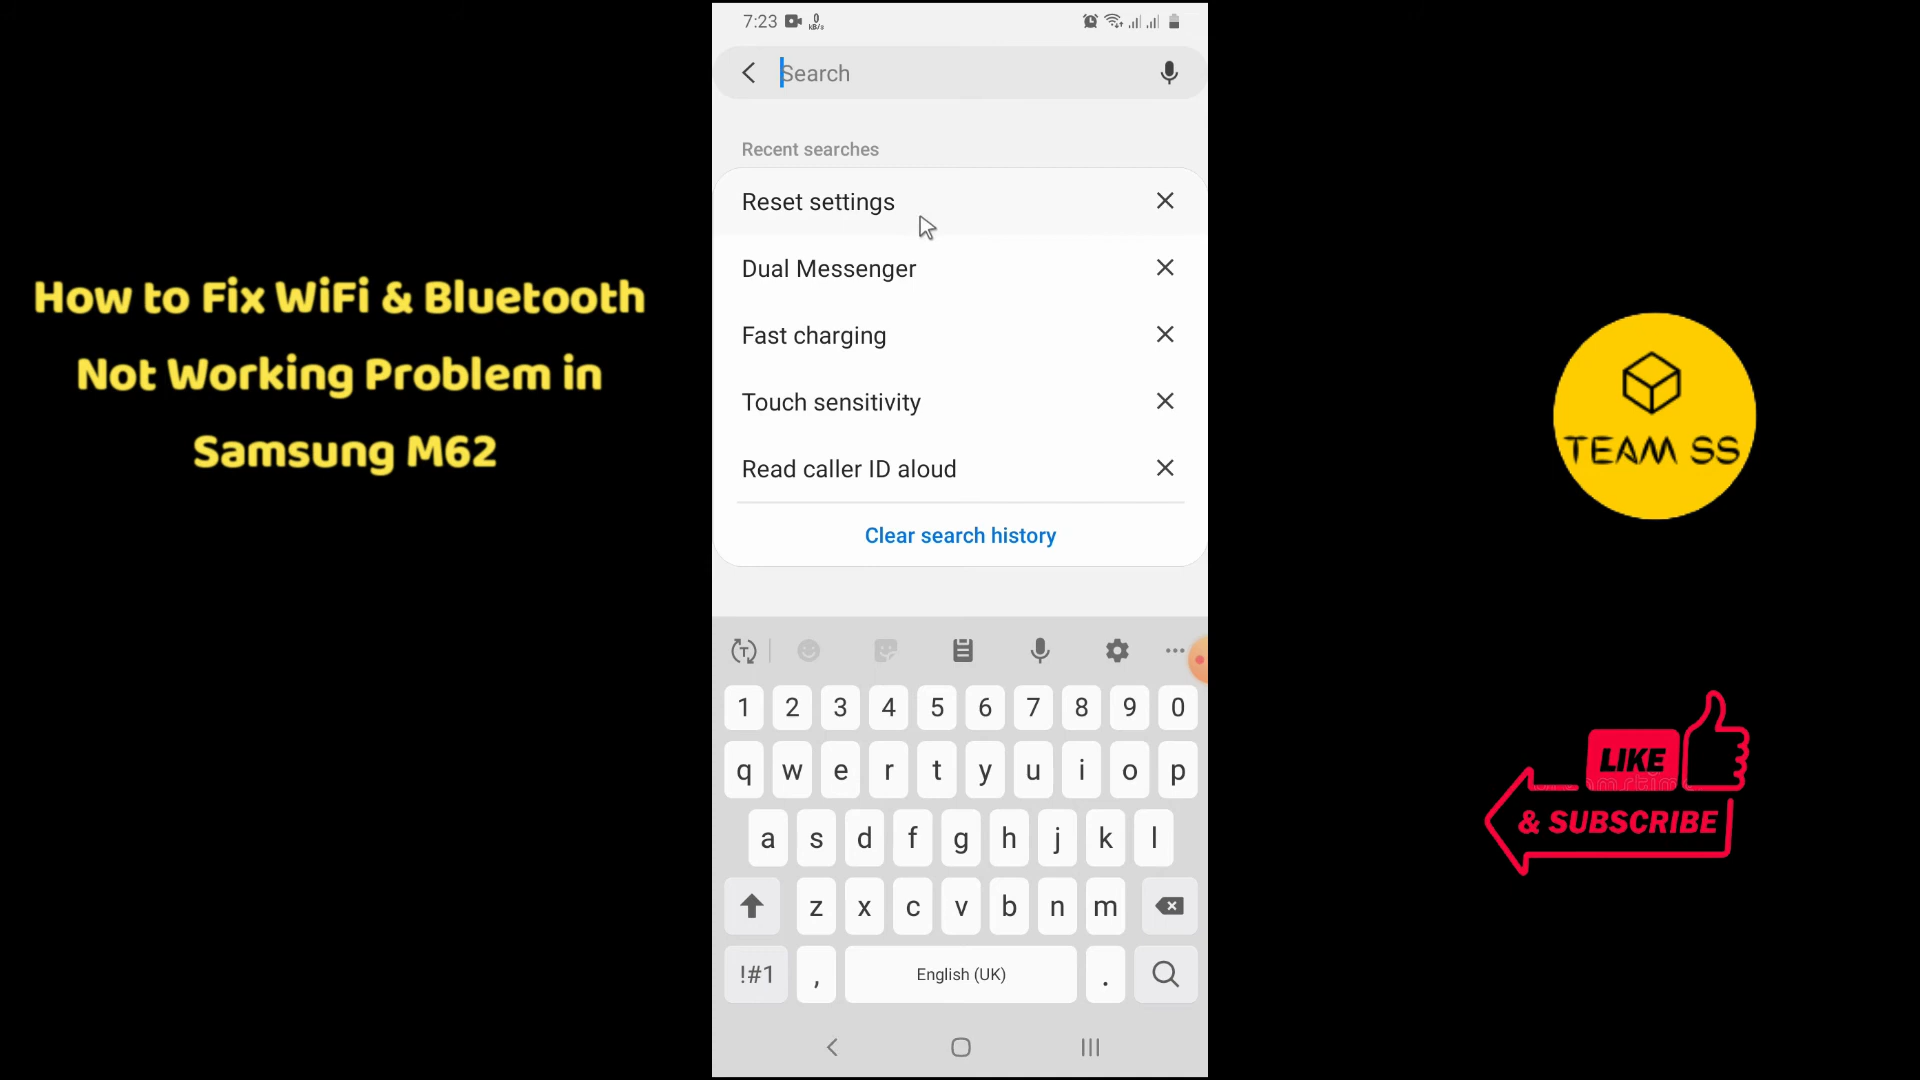 How to Fix WiFi & Bluetooth
Not Working Problem in
Samsung M62
7:23
0
kB/s
Search
Recent searches
Reset settings
Dual Messenger
Fast charging
Touch sensitivity
Read caller ID aloud
Clear search history
T
1 2 3 4 5 6 7 8 9 0
q w e r t y u i o p
a s d f g h j k l
z x c v b n m
!#1 , English (UK) .
TEAM SS
LIKE
& SUBSCRIBE